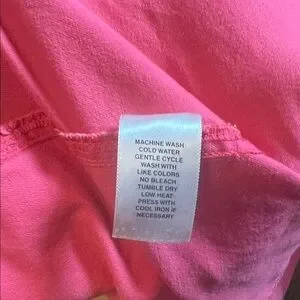 MACHINE WASH
COLD WATER
GENTLE CYCLE
WASH WITH
LIKE COLORS
NO BLEACH
TUMBLE DRY
LOW HEAT
PRESS WITH
COOL IRON IF
NECESSARY